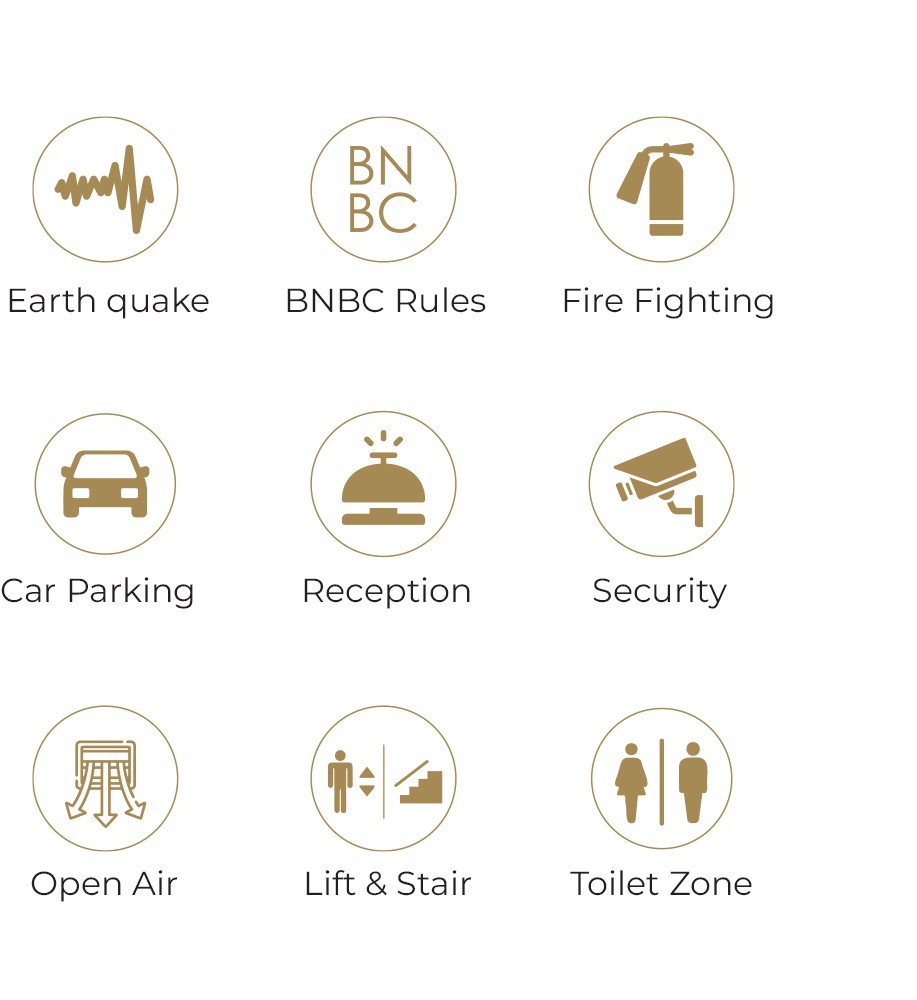 BN
BC
Earth quake
BNBC Rules
Fire Fighting
Car Parking
Reception
Security
Open Air
Lift & Stair
Toilet Zone